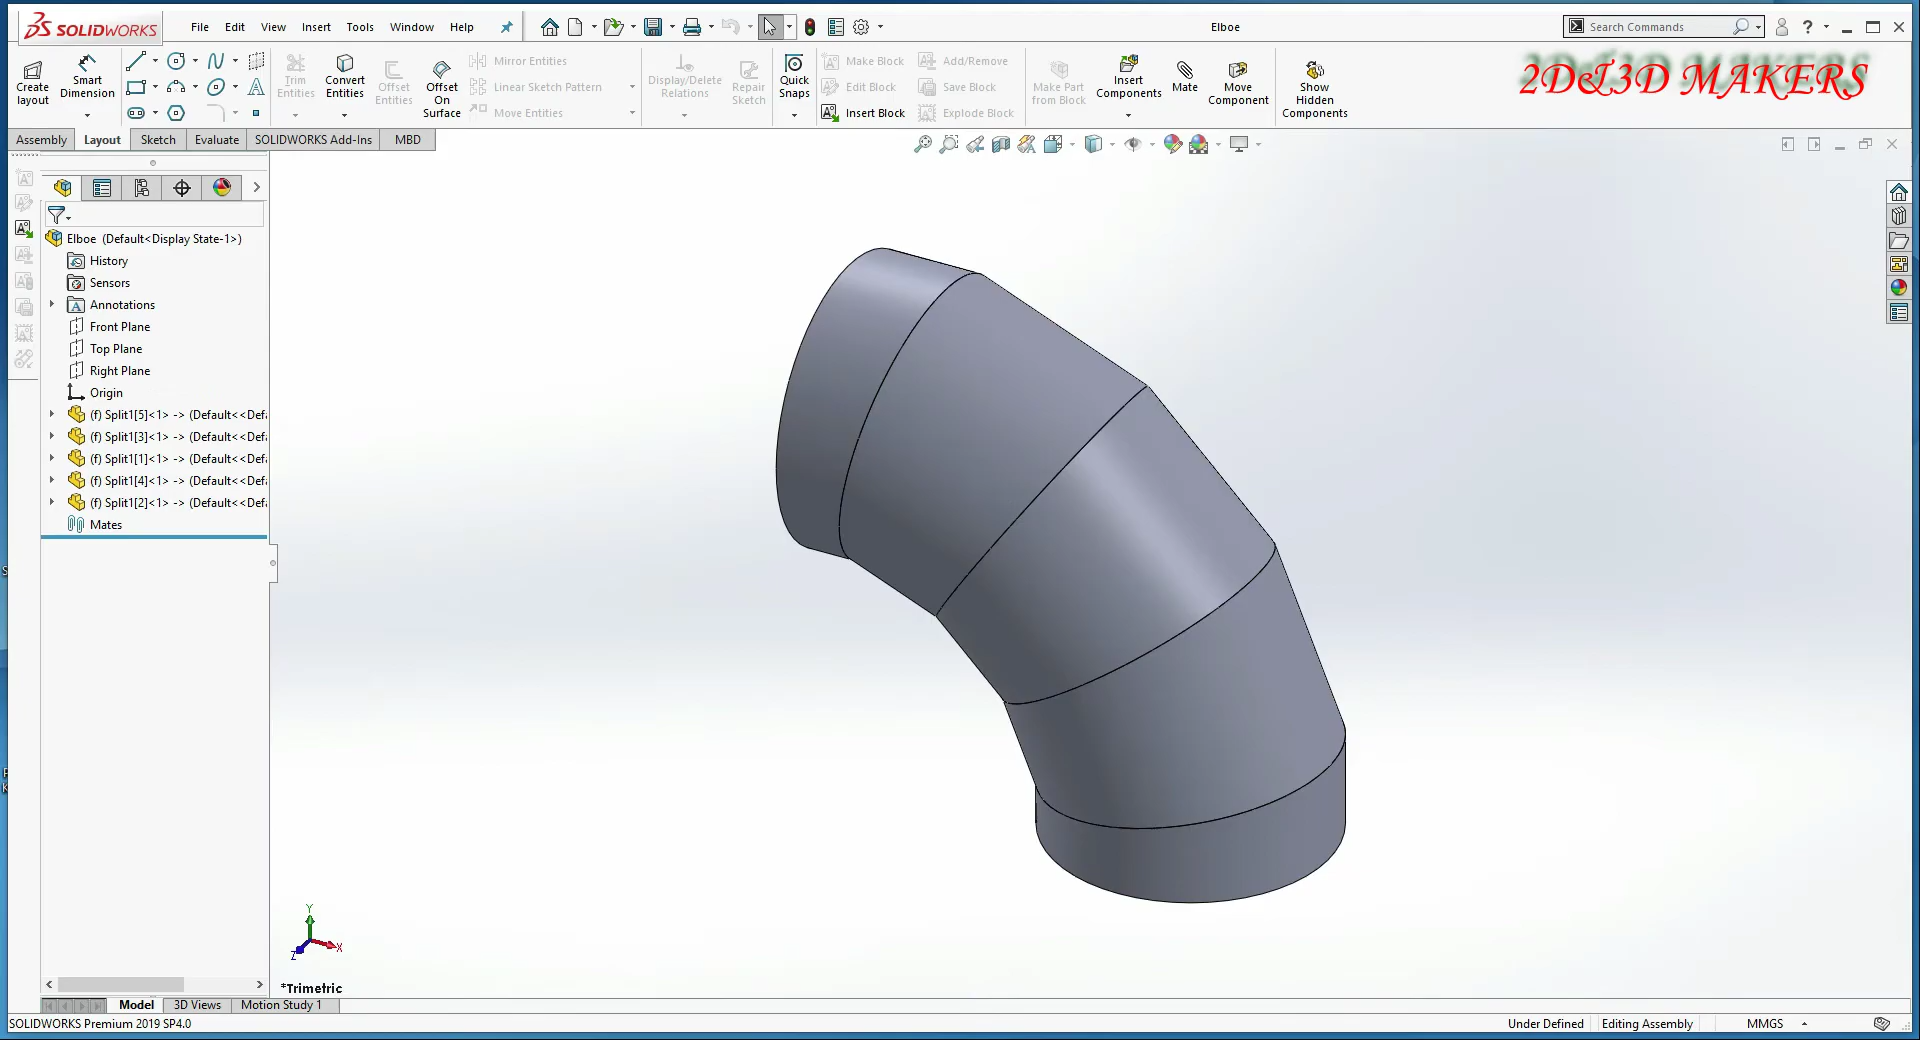 SOLIDWORKS
File Edit View Insert Tools Window Help
Elboe
Search Commands
?
2D&3D MAKERS
Create layout
Smart Dimension
Trim Entities
Convert Entities
Offset Entities
Offset On Surface
Mirror Entities
Linear Sketch Pattern
Move Entities
Display/Delete Relations
Repair Sketch
Quick Snaps
Make Block
Edit Block
Insert Block
Add/Remove
Save Block
Explode Block
Make Part from Block
Insert Components
Mate
Move Component
Show Hidden Components
Assembly Layout Sketch Evaluate SOLIDWORKS Add-Ins MBD
Elboe (Default<Display State-1>)
History
Sensors
Annotations
Front Plane
Top Plane
Right Plane
Origin
(f) Split1[5]<1> -> (Default<<Def
(f) Split1[3]<1> -> (Default<<Def
(f) Split1[1]<1> -> (Default<<Def
(f) Split1[4]<1> -> (Default<<Def
(f) Split1[2]<1> -> (Default<<Def
Mates
Y
X
Z
*Trimetric
Model 3D Views Motion Study 1
SOLIDWORKS Premium 2019 SP4.0
Under Defined Editing Assembly MMGS